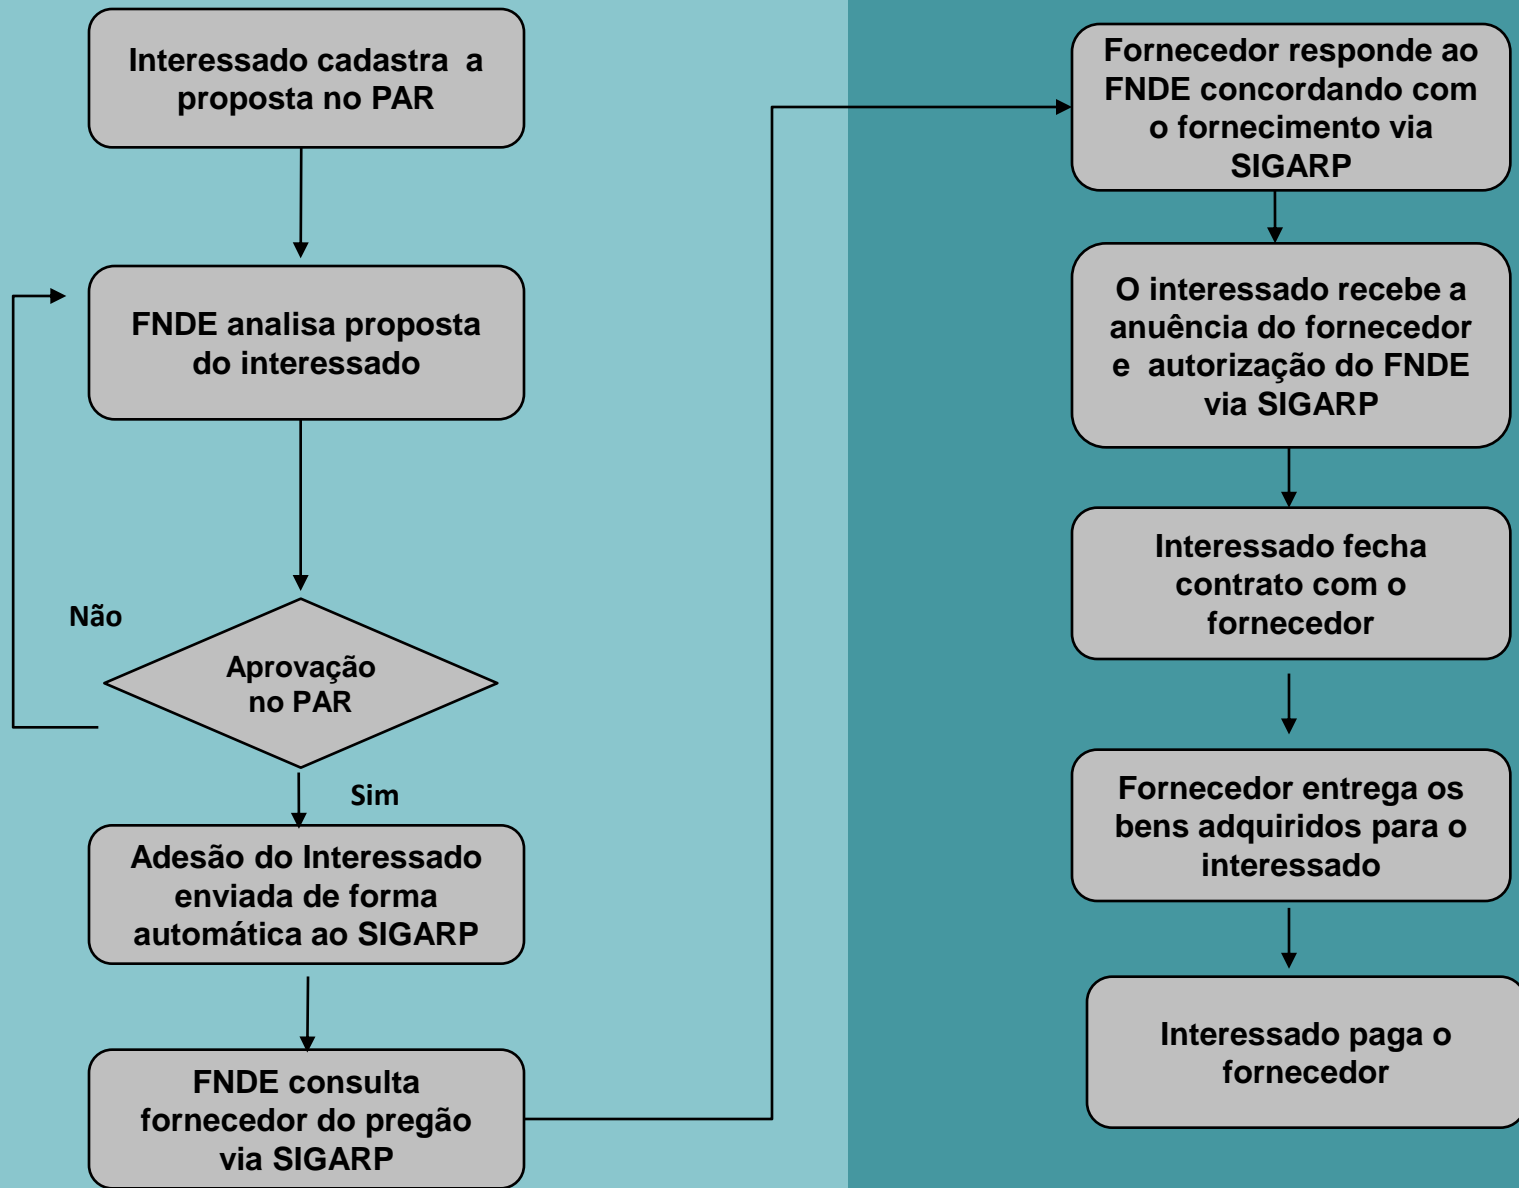 Interessado cadastra a
proposta no PAR
FNDE analisa proposta
do interessado
Não
Aprovação
no PAR
Sim
Adesão do Interessado
enviada de forma
automática ao SIGARP
FNDE consulta
fornecedor do pregão
via SIGARP
Fornecedor responde ao
FNDE concordando com
o fornecimento via
SIGARP
O interessado recebe a
anuência do fornecedor
e autorização do FNDE
via SIGARP
Interessado fecha
contrato com o
fornecedor
Fornecedor entrega os
bens adquiridos para o
interessado
Interessado paga o
fornecedor